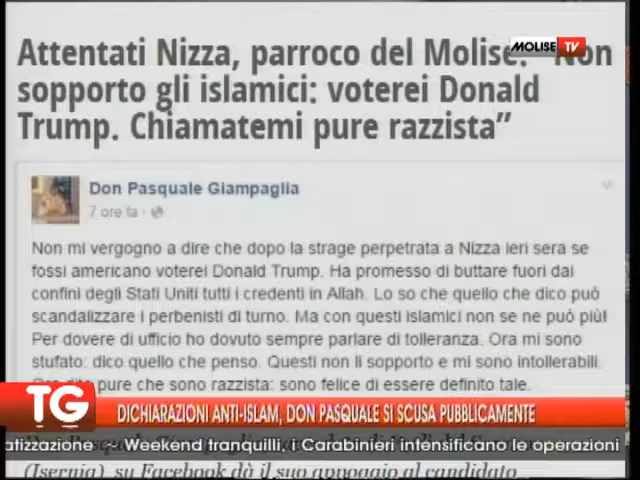 Attentati Nizza, parroco del Molise: "Non
MOLISE TV
sopporto gli islamici: voterei Donald
Trump. Chiamatemi pure razzista”
Don Pasquale Giampaglia
7 ore fa
Non mi vergogno a dire che dopo la strage perpetrata a Nizza ieri sera se
fossi americano voterei Donald Trump. Ha promesso di buttare fuori dai
confini degli Stati Uniti tutti i credenti in Allah. Lo so che quello che dico può
scandalizzare i perbenisti di turno. Ma con questi islamici non se ne può più!
Per dovere di ufficio ho dovuto sempre parlare di tolleranza. Ora mi sono
stufato: dico quello che penso. Questi non li sopporto e mi sono intollerabili.
pure che sono razzista: sono felice di essere definito tale.
TG
DICHIARAZIONI ANTI-ISLAM, DON PASQUALE SI SCUSA PUBBLICAMENTE
atizzazione -- Weekend tranquilli, i Carabinieri intensificano le operazioni
(Isernia) su Facebook dà il suo appoggio al candidato